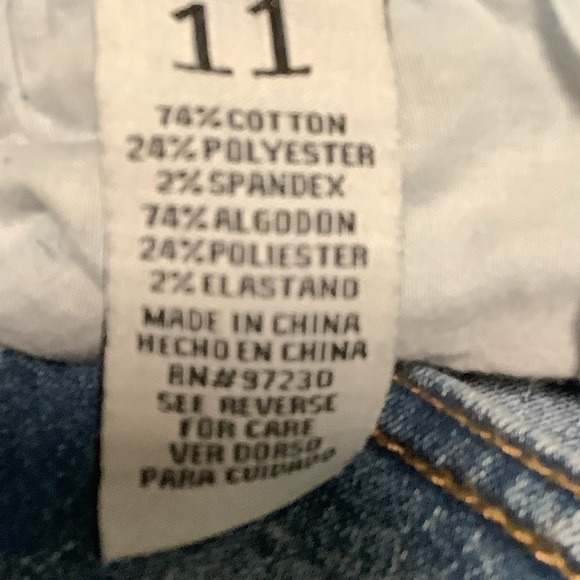 11
74% COTTON
24% POLYESTER
2% SPANDEX
74% ALGODON
24% POLIESTER
2% ELASTANO
MADE IN CHINA
HECHO EN CHINA
RN# 97230
SEE REVERSE
FOR CARE
VER DORSO
PARA CUIDADO